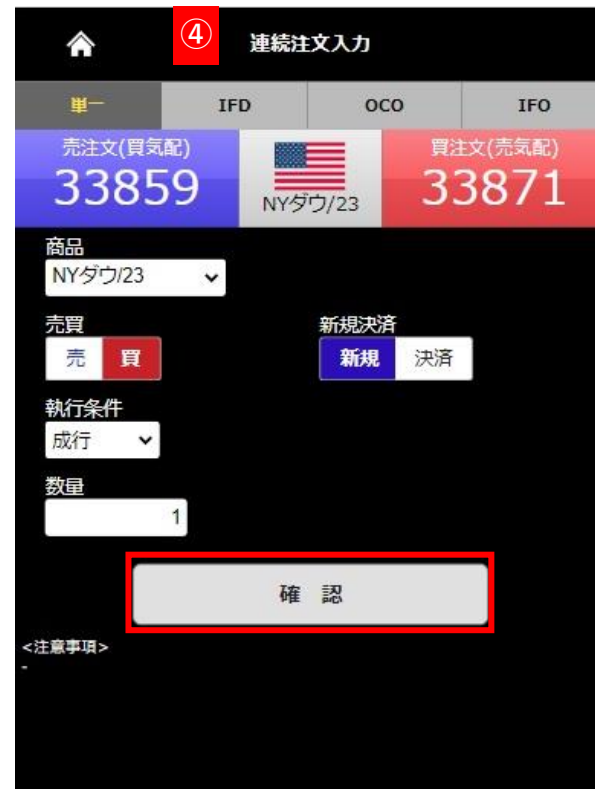 ④ 連続注文入力
単一 IFD OCO IFO
売注文(買気配) 買注文(売気配)
33859 NYダウ/23 33871
商品
NYダウ/23
売買 新規決済
売 買 新規 決済
執行条件
成行
数量
1
確 認
<注意事項>
-